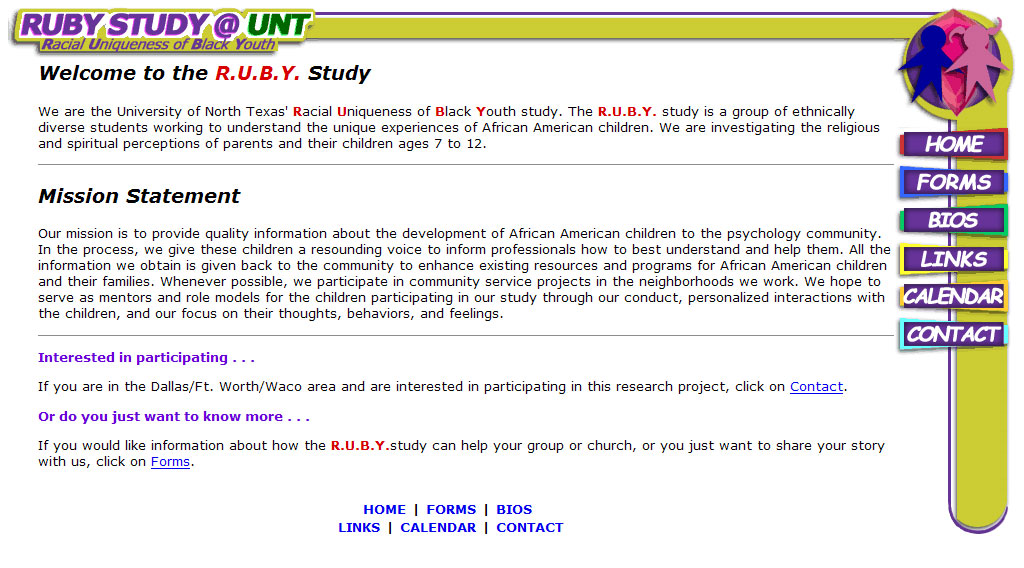 RUBY STUDY @ UNT
Racial Uniqueness of Black Youth
Welcome to the R.U.B.Y. Study
We are the University of North Texas' Racial Uniqueness of Black Youth study. The R.U.B.Y. study is a group of ethnically
diverse students working to understand the unique experiences of African American children. We are investigating the religious
and spiritual perceptions of parents and their children ages 7 to 12.
Mission Statement
Our mission is to provide quality information about the development of African American children to the psychology community.
In the process, we give these children a resounding voice to inform professionals how to best understand and help them. All the
information we obtain is given back to the community to enhance existing resources and programs for African American children
and their families. Whenever possible, we participate in community service projects in the neighborhoods we work. We hope to
serve as mentors and role models for the children participating in our study through our conduct, personalized interactions with
the children, and our focus on their thoughts, behaviors, and feelings.
Interested in participating . . .
If you are in the Dallas/Ft. Worth/Waco area and are interested in participating in this research project, click on Contact.
Or do you just want to know more . . .
If you would like information about how the R.U.B.Y.study can help your group or church, or you just want to share your story
with us, click on Forms.
HOME | FORMS | BIOS
LINKS | CALENDAR | CONTACT
HOME
FORMS
BIOS
LINKS
CALENDAR
CONTACT